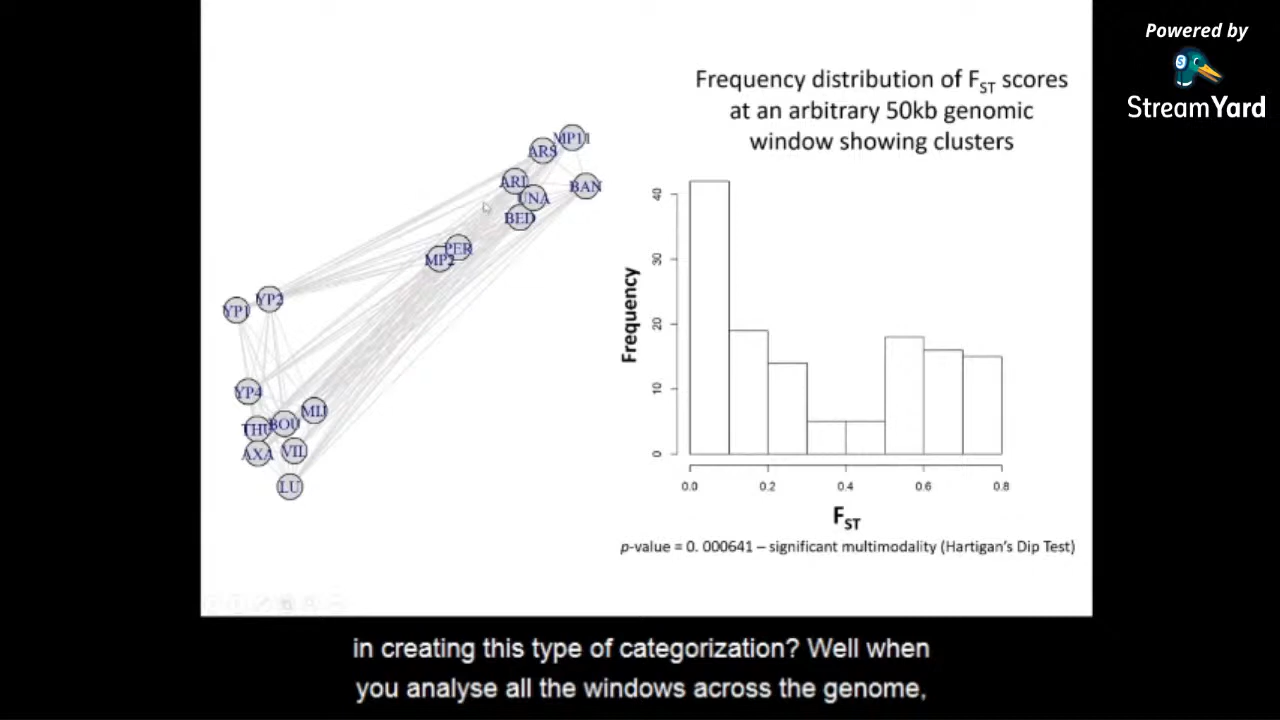 Powered by
StreamYard
Frequency distribution of FST scores
at an arbitrary 50kb genomic
window showing clusters
MP11
ARS
ARI
BAN
UNA
BED
PER
MP2
YP2
YP1
YP4
MIJ
BOU
THU
VIL
AXA
LU
Frequency
40
30
20
10
0
0.0 0.2 0.4 0.6 0.8
FST
p-value = 0. 000641 – significant multimodality (Hartigan's Dip Test)
in creating this type of categorization? Well when
you analyse all the windows across the genome,